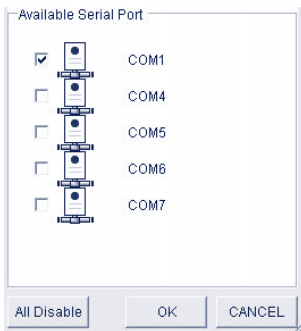 Available Serial Port
COM1
COM4
COM5
COM6
COM7
All Disable OK CANCEL